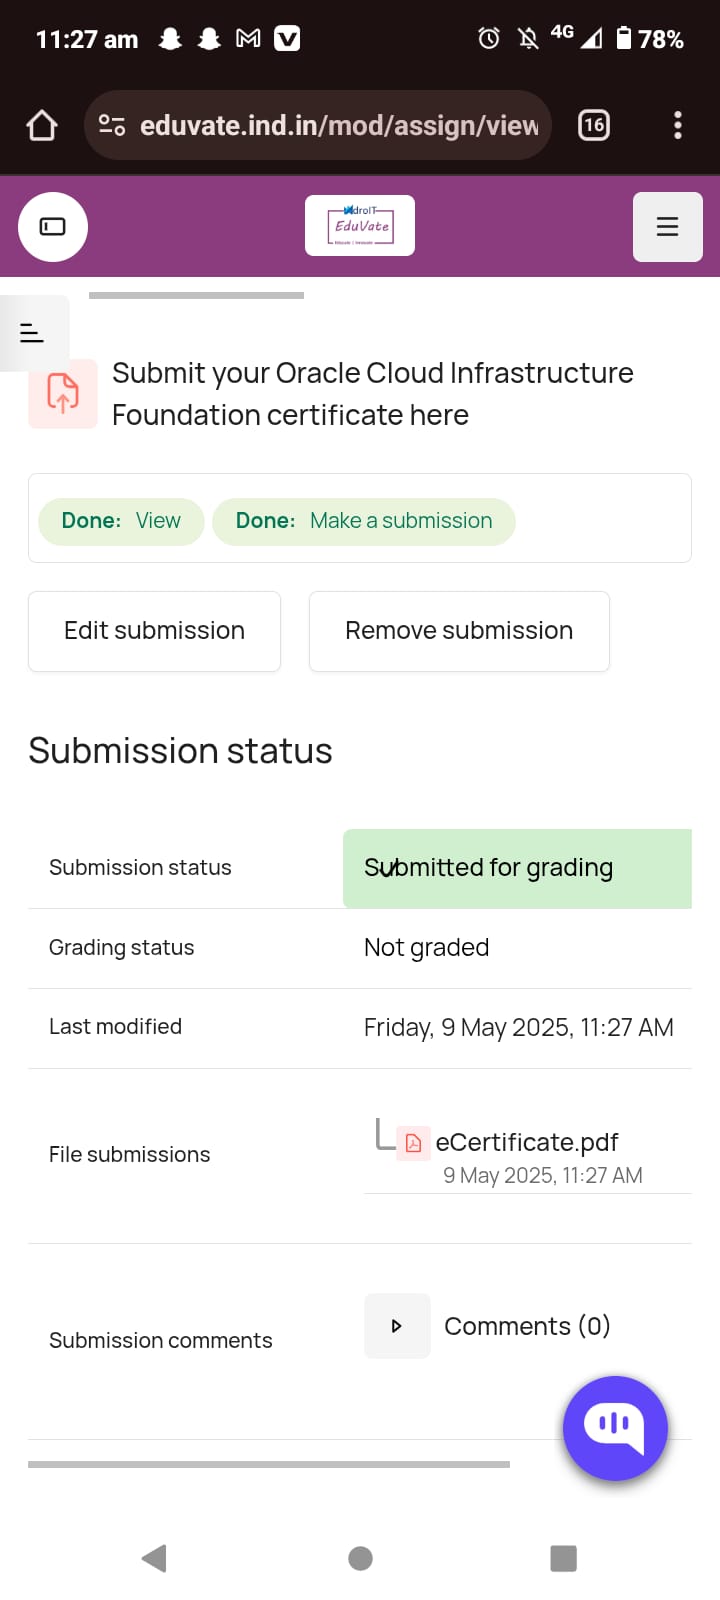 11:27 am
4G
78%
eduvate.ind.in/mod/assign/view
16
EduVate
Submit your Oracle Cloud Infrastructure
Foundation certificate here
Done: View
Done: Make a submission
Edit submission
Remove submission
Submission status
Submission status
Submitted for grading
Grading status
Not graded
Last modified
Friday, 9 May 2025, 11:27 AM
File submissions
eCertificate.pdf
9 May 2025, 11:27 AM
Submission comments
Comments (0)